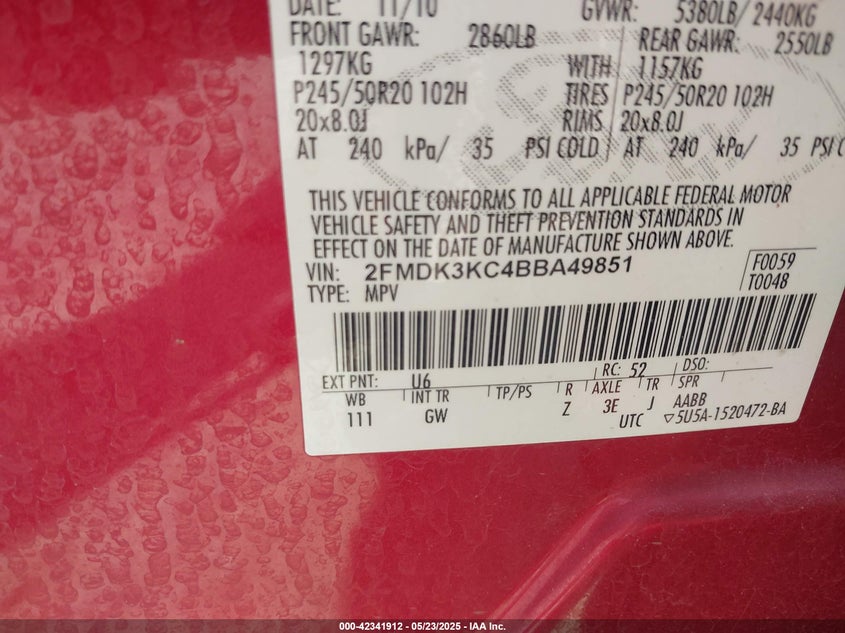 DATE: 11/10 GVWR: 5380LB/ 2440KG
FRONT GAWR: 2860LB REAR GAWR: 2550LB
1297KG WITH 1157KG
P245/50R20 102H TIRES P245/50R20 102H
20x8.0J RIMS 20x8.0J
AT 240 kPa/ 35 PSI COLD AT 240 kPa/ 35 PSI C
THIS VEHICLE CONFORMS TO ALL APPLICABLE FEDERAL MOTOR
VEHICLE SAFETY AND THEFT PREVENTION STANDARDS IN
EFFECT ON THE DATE OF MANUFACTURE SHOWN ABOVE.
VIN: 2FMDK3KC4BBA49851 F0059
TYPE: MPV T0048
EXT PNT: U6 RC: 52 DSO:
WB INT TR TP/PS R AXLE TR SPR
111 GW Z 3E J AABB
UTC ▽5U5A-1520472-BA
000-42341912 - 05/23/2025 - IAA Inc.